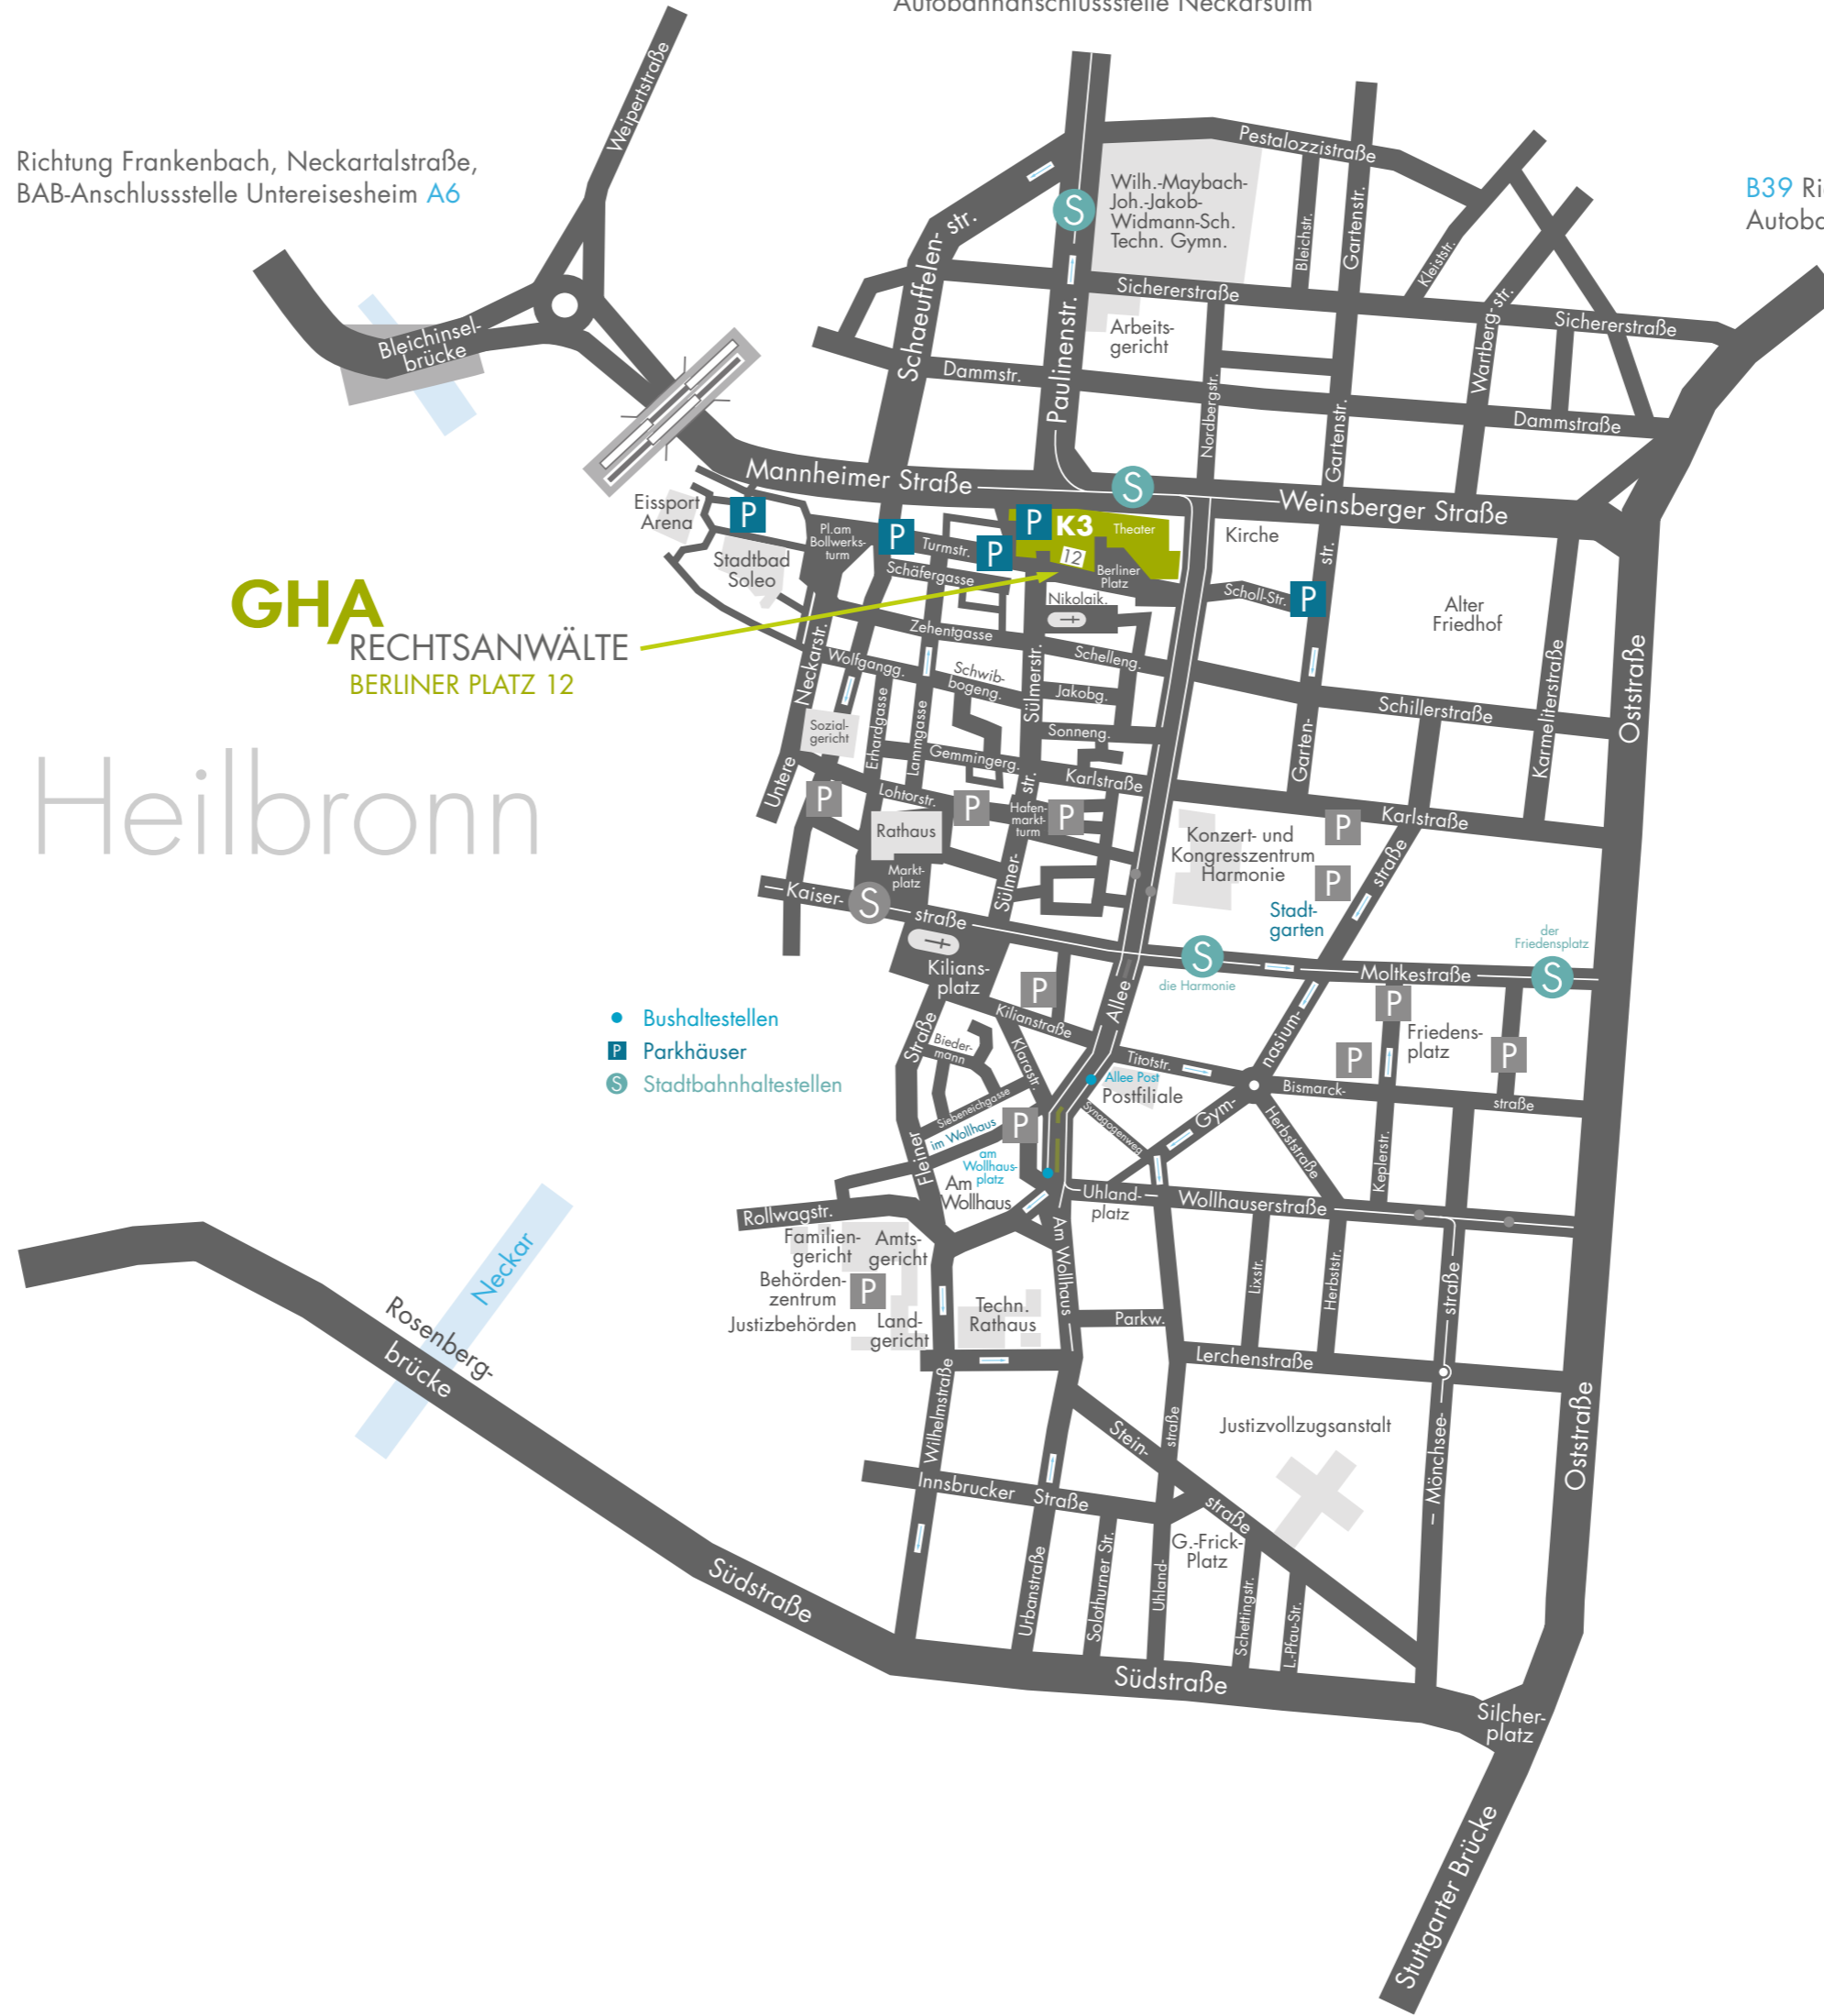 Autobahnanschlussstelle Neckarsulm
Weipertstraße
Richtung Frankenbach, Neckartalstraße,
BAB-Anschlussstelle Untereisesheim A6
B39
Pestalozzistraße
Wilh.-Maybach-
Joh.-Jakob-
Widmann-Sch.
Techn. Gymn.
S
Schaeuffelen-
str.
Bleichstr.
Gartenstr.
Kleiststr.
Sichererstraße
Sichererstraße
Wartberg-str.
Bleichinsel-
brücke
Arbeits-
gericht
Paulinenstr.
Dammstr.
Nordbergstr.
Gartenstr.
Dammstraße
Mannheimer Straße
S
Weinsberger Straße
Eissport
Arena
P
Pl.am
Bollwerks-
turm
P
Turmstr.
P
P
K3
Theater
12
Berliner
Platz
Kirche
Stadtbad
Soleo
Schäfergasse
Nikolaik.
Scholl-Str.
P
str.
Alter
Friedhof
GHA
RECHTSANWÄLTE
BERLINER PLATZ 12
Zehentgasse
Schelleng.
Wolfgangg.
Schwib-
bogeng.
Sülmerstr.
Jakobg.
Neckarstr.
Untere
Sozial-
gericht
Erhardgasse
Lammgasse
Sonneng.
Gemmingerg.
Karlstraße
Schillerstraße
Garten-
Karmeliterstraße
Oststraße
Heilbronn
P
Lohtorstr.
P
str.
Hafen-
markt-
turm
P
Rathaus
Markt-
platz
Sülmer-
Konzert- und
Kongresszentrum
Harmonie
P
P
Karlstraße
straße
Stadt-
garten
Kaiser-
S
straße
der
Friedensplatz
S
die Harmonie
Moltkestraße
S
Kilians-
platz
P
Kilianstraße
Allee
nasium-
P
Friedens-
platz
P
P
Bushaltestellen
P Parkhäuser
S Stadtbahnhaltestellen
Straße
Bieder-
mann
Klarastr.
Titotstr.
Allee Post
Postfiliale
Bismarck-
straße
Siebeneichgasse
im Wollhaus
P
Synagogenweg
Gym-
Herbststraße
Keplerstr.
Fleiner
am
Wollhaus-
platz
Am
Wollhaus
Uhland-
platz
Wollhauserstraße
Rollwagstr.
Familien-
gericht
Amts-
gericht
Behörden-
zentrum
P
Justizbehörden
Land-
gericht
Techn.
Rathaus
Am Wollhaus
Parkw.
Lixstr.
Herbststr.
straße
Neckar
Rosenberg-
brücke
Lerchenstraße
Wilhelmstraße
Stein-
straße
straße
Justizvollzugsanstalt
Mönchsee-
Oststraße
Innsbrucker Straße
G.-Frick-
Platz
Urbanstraße
Solothurner Str.
Uhland-
Schettingstr.
L.-Pfau-Str.
Südstraße
Südstraße
Silcher-
platz
Stuttgarter Brücke